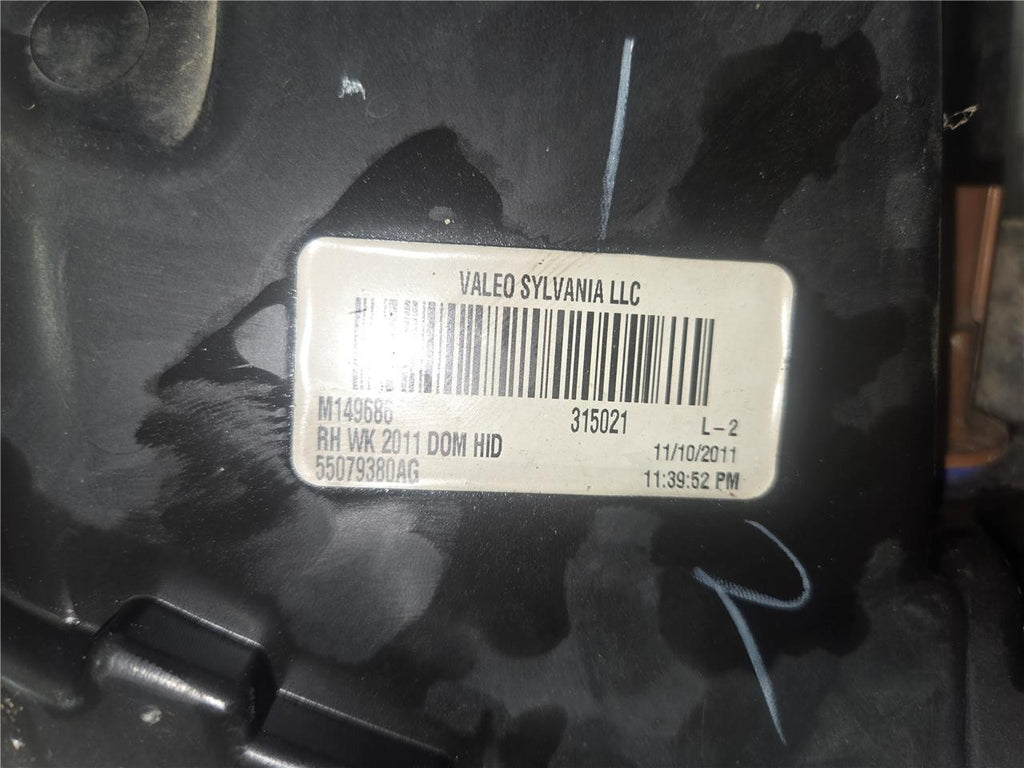 VALEO SYLVANIA LLC
M149686 315021 L-2
RH WK 2011 DOM HID 11/10/2011
55079380AG 11:39:52 PM